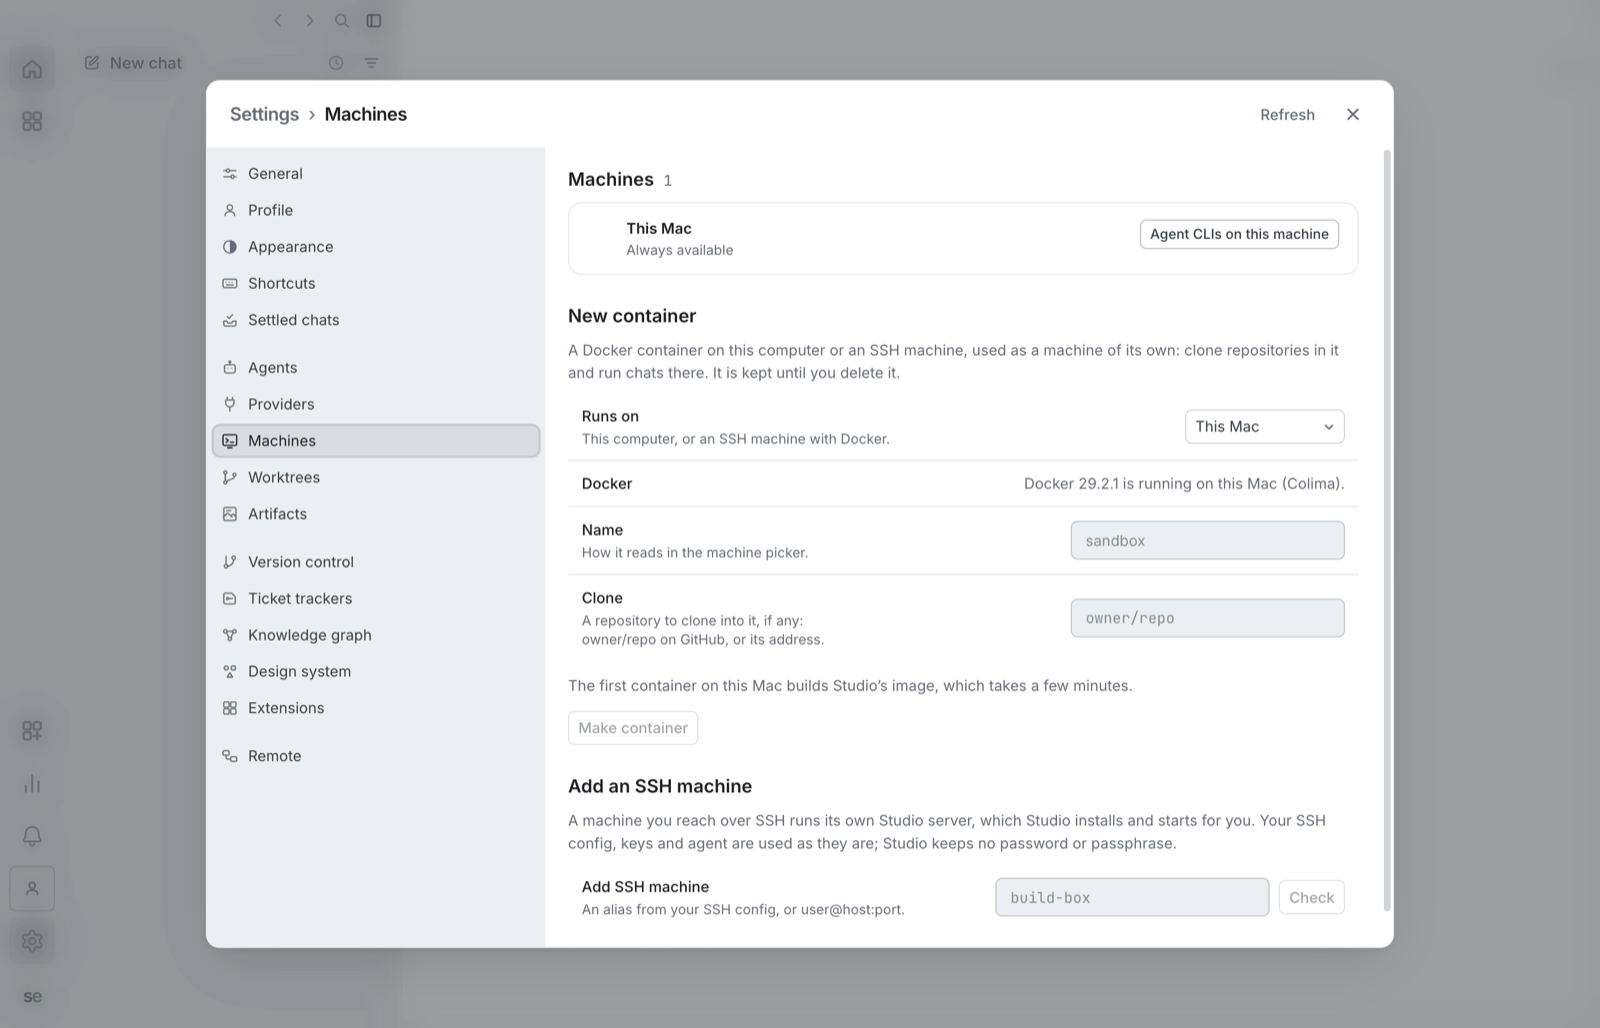 New chat
Settings › Machines
Refresh
General
Profile
Appearance
Shortcuts
Settled chats
Agents
Providers
Machines
Worktrees
Artifacts
Version control
Ticket trackers
Knowledge graph
Design system
Extensions
Remote
se
Machines 1
This Mac
Always available
Agent CLIs on this machine
New container
A Docker container on this computer or an SSH machine, used as a machine of its own: clone repositories in it
and run chats there. It is kept until you delete it.
Runs on
This computer, or an SSH machine with Docker.
This Mac
Docker
Docker 29.2.1 is running on this Mac (Colima).
Name
How it reads in the machine picker.
sandbox
Clone
A repository to clone into it, if any:
owner/repo on GitHub, or its address.
owner/repo
The first container on this Mac builds Studio’s image, which takes a few minutes.
Make container
Add an SSH machine
A machine you reach over SSH runs its own Studio server, which Studio installs and starts for you. Your SSH
config, keys and agent are used as they are; Studio keeps no password or passphrase.
Add SSH machine
An alias from your SSH config, or user@host:port.
build-box
Check